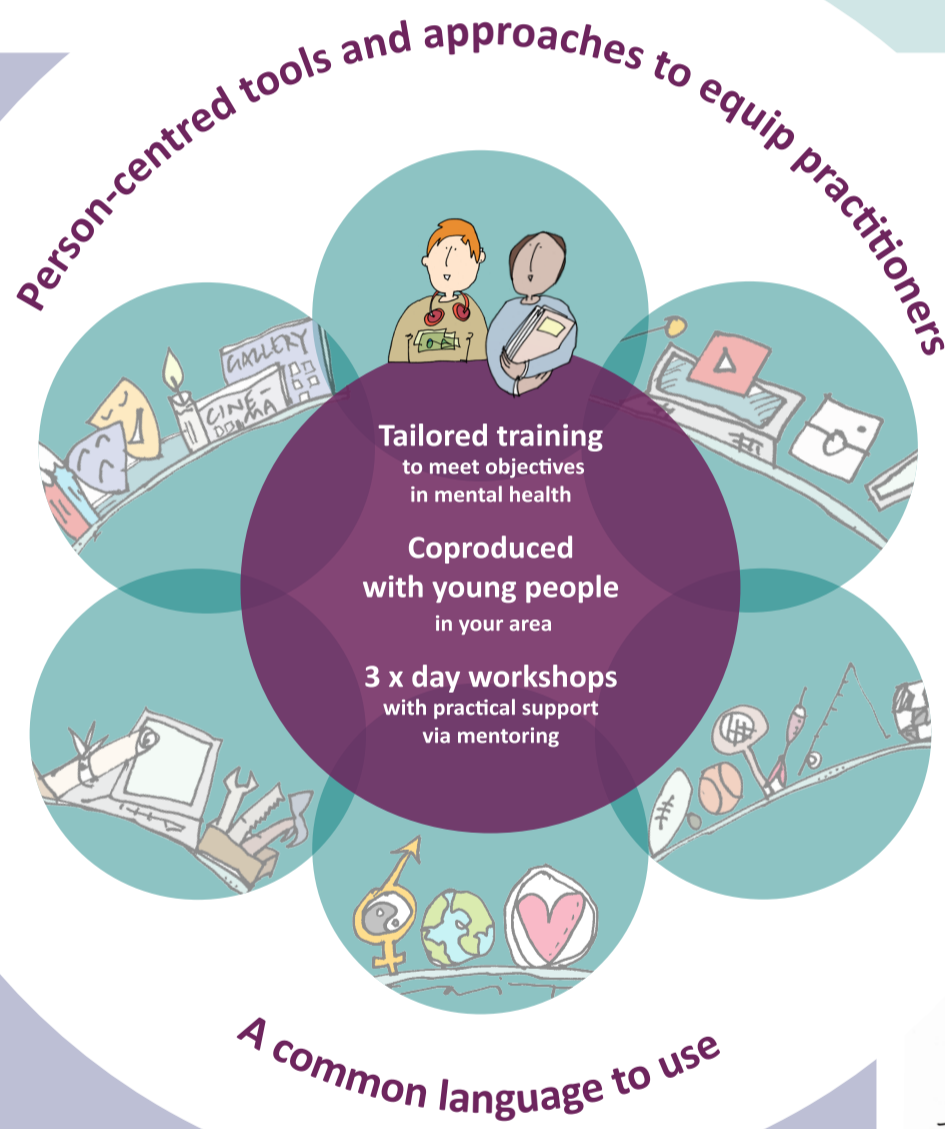 Person-centred tools and approaches to equip practitioners
GALLERY
CINE-
MA
Tailored training
to meet objectives
in mental health
Coproduced
with young people
in your area
3 x day workshops
with practical support
via mentoring
A common language to use